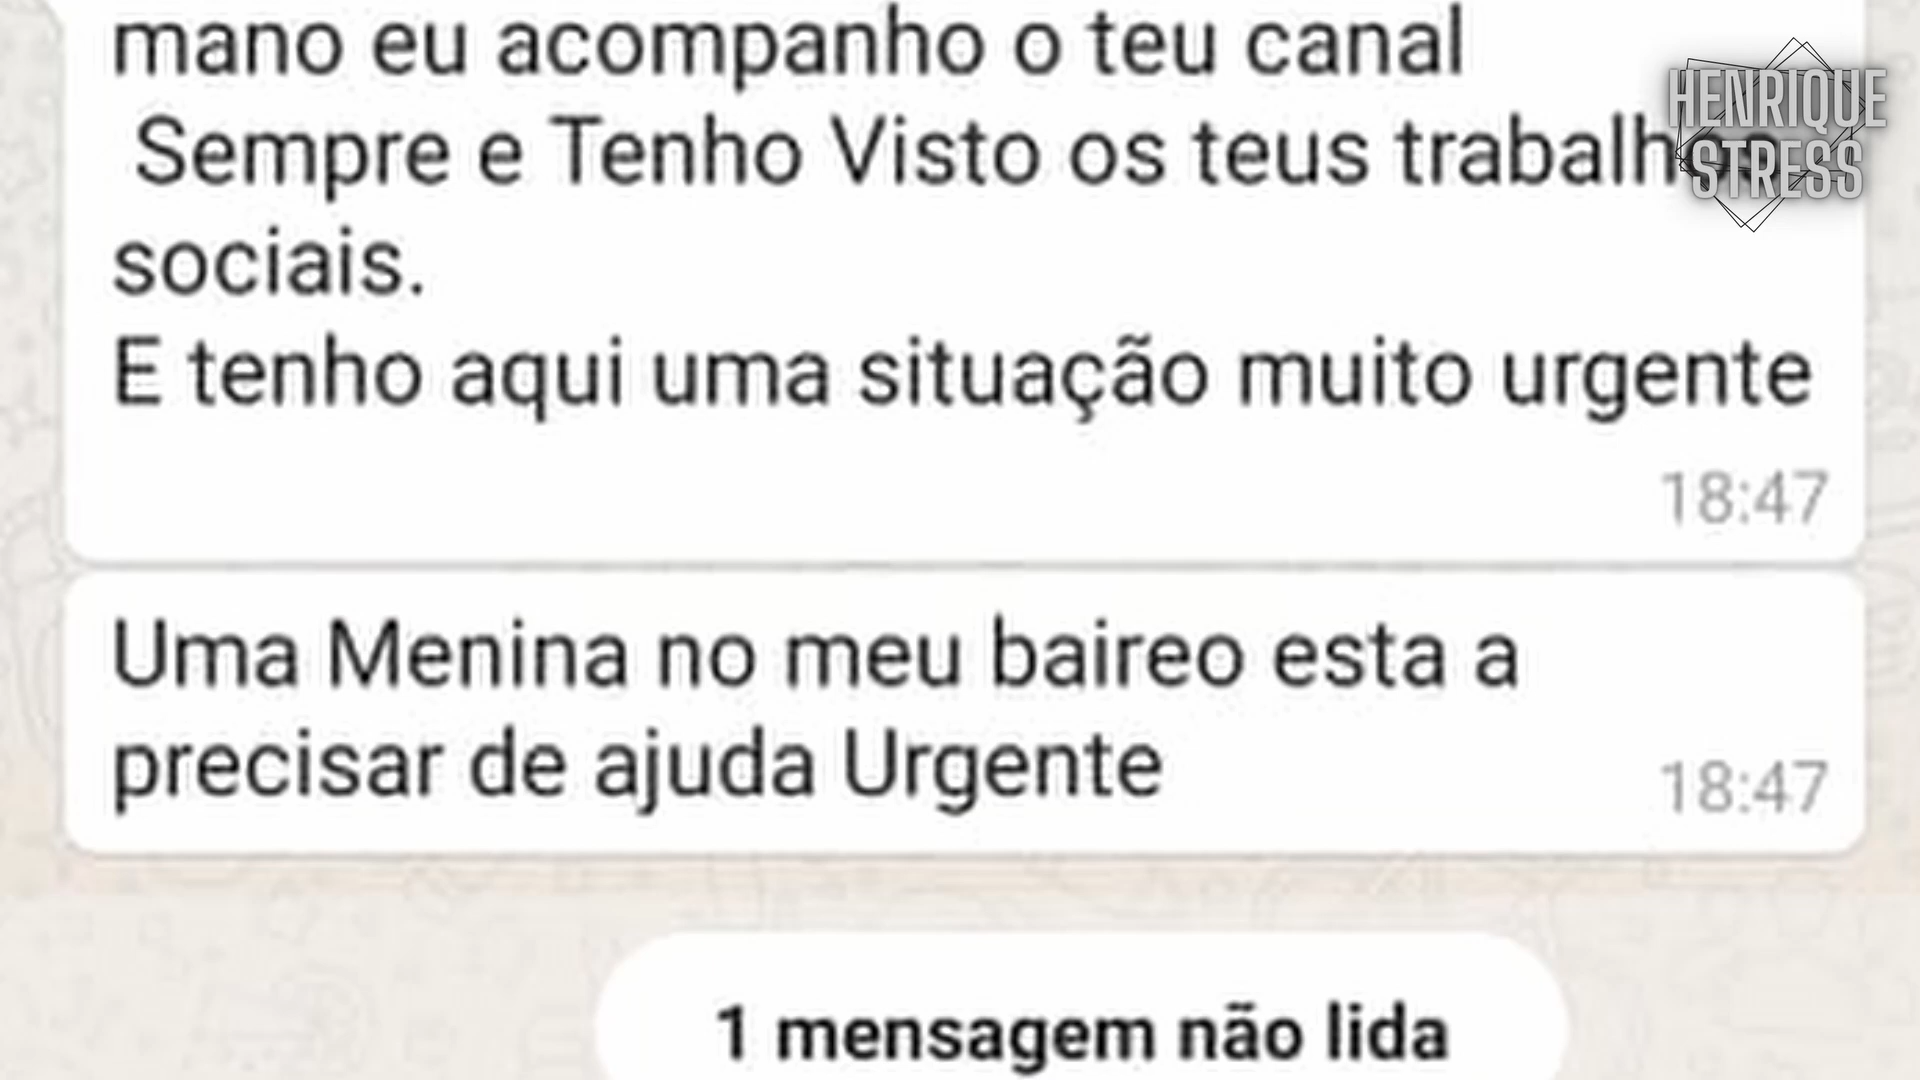 mano eu acompanho o teu canal
Sempre e Tenho Visto os teus
sociais.
E tenho aqui uma situação muito urgente
18:47
Uma Menina no meu baireo esta a
precisar de ajuda Urgente
18:47
1 mensagem não lida
HENRIQUE
STRESS